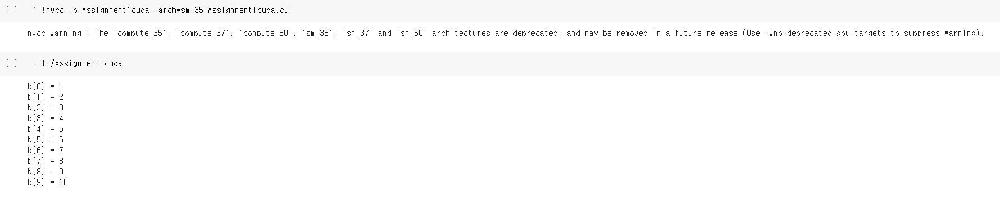 [ ] 1 !nvcc -o Assignment1cuda -arch=sm_35 Assignment1cuda.cu
nvcc warning : The 'compute_35', 'compute_37', 'compute_50', 'sm_35', 'sm_37' and 'sm_50' architectures are deprecated, and may be removed in a future release (Use -Wno-deprecated-gpu-targets to suppress warning).
[ ] 1 !./Assignment1cuda
b[0] = 1
b[1] = 2
b[2] = 3
b[3] = 4
b[4] = 5
b[5] = 6
b[6] = 7
b[7] = 8
b[8] = 9
b[9] = 10